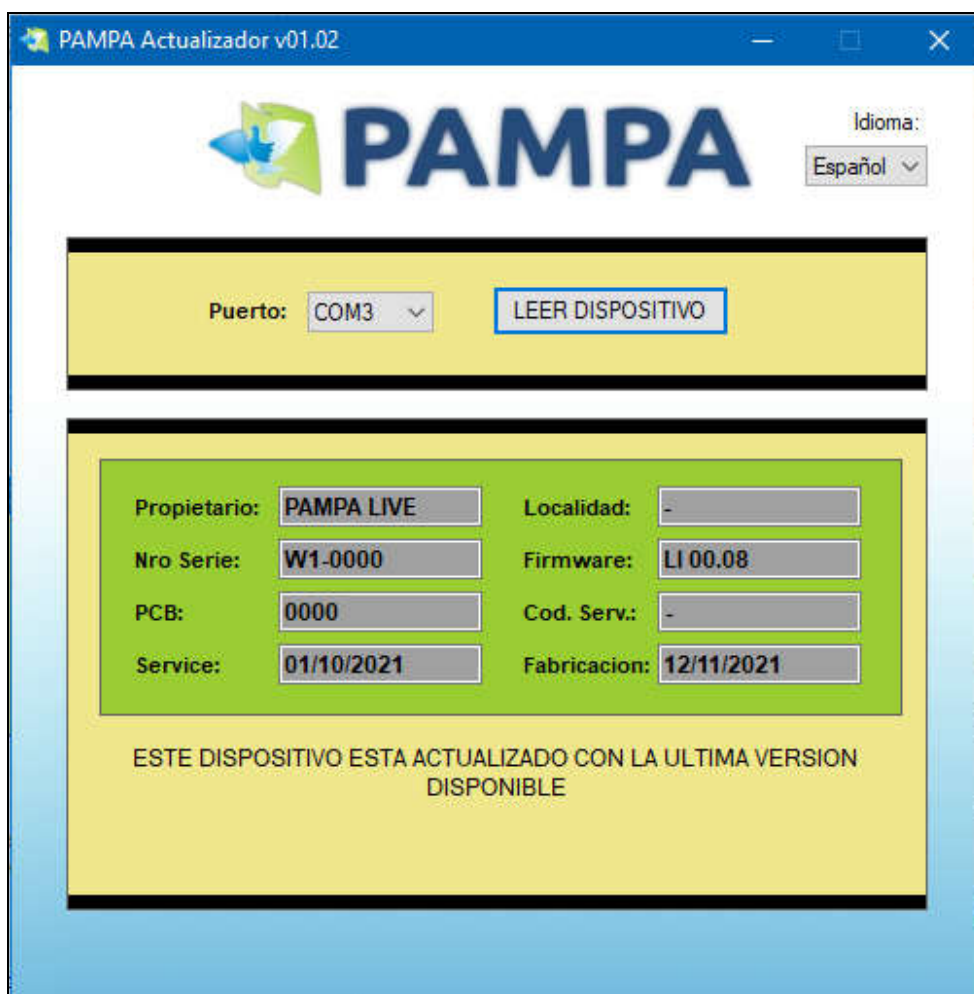 PAMPA Actualizador v01.02
PAMPA
Idioma:
Español
Puerto: COM3 LEER DISPOSITIVO
Propietario: PAMPA LIVE Localidad: -
Nro Serie: W1-0000 Firmware: LI 00.08
PCB: 0000 Cod. Serv.: -
Service: 01/10/2021 Fabricacion: 12/11/2021
ESTE DISPOSITIVO ESTA ACTUALIZADO CON LA ULTIMA VERSION
DISPONIBLE